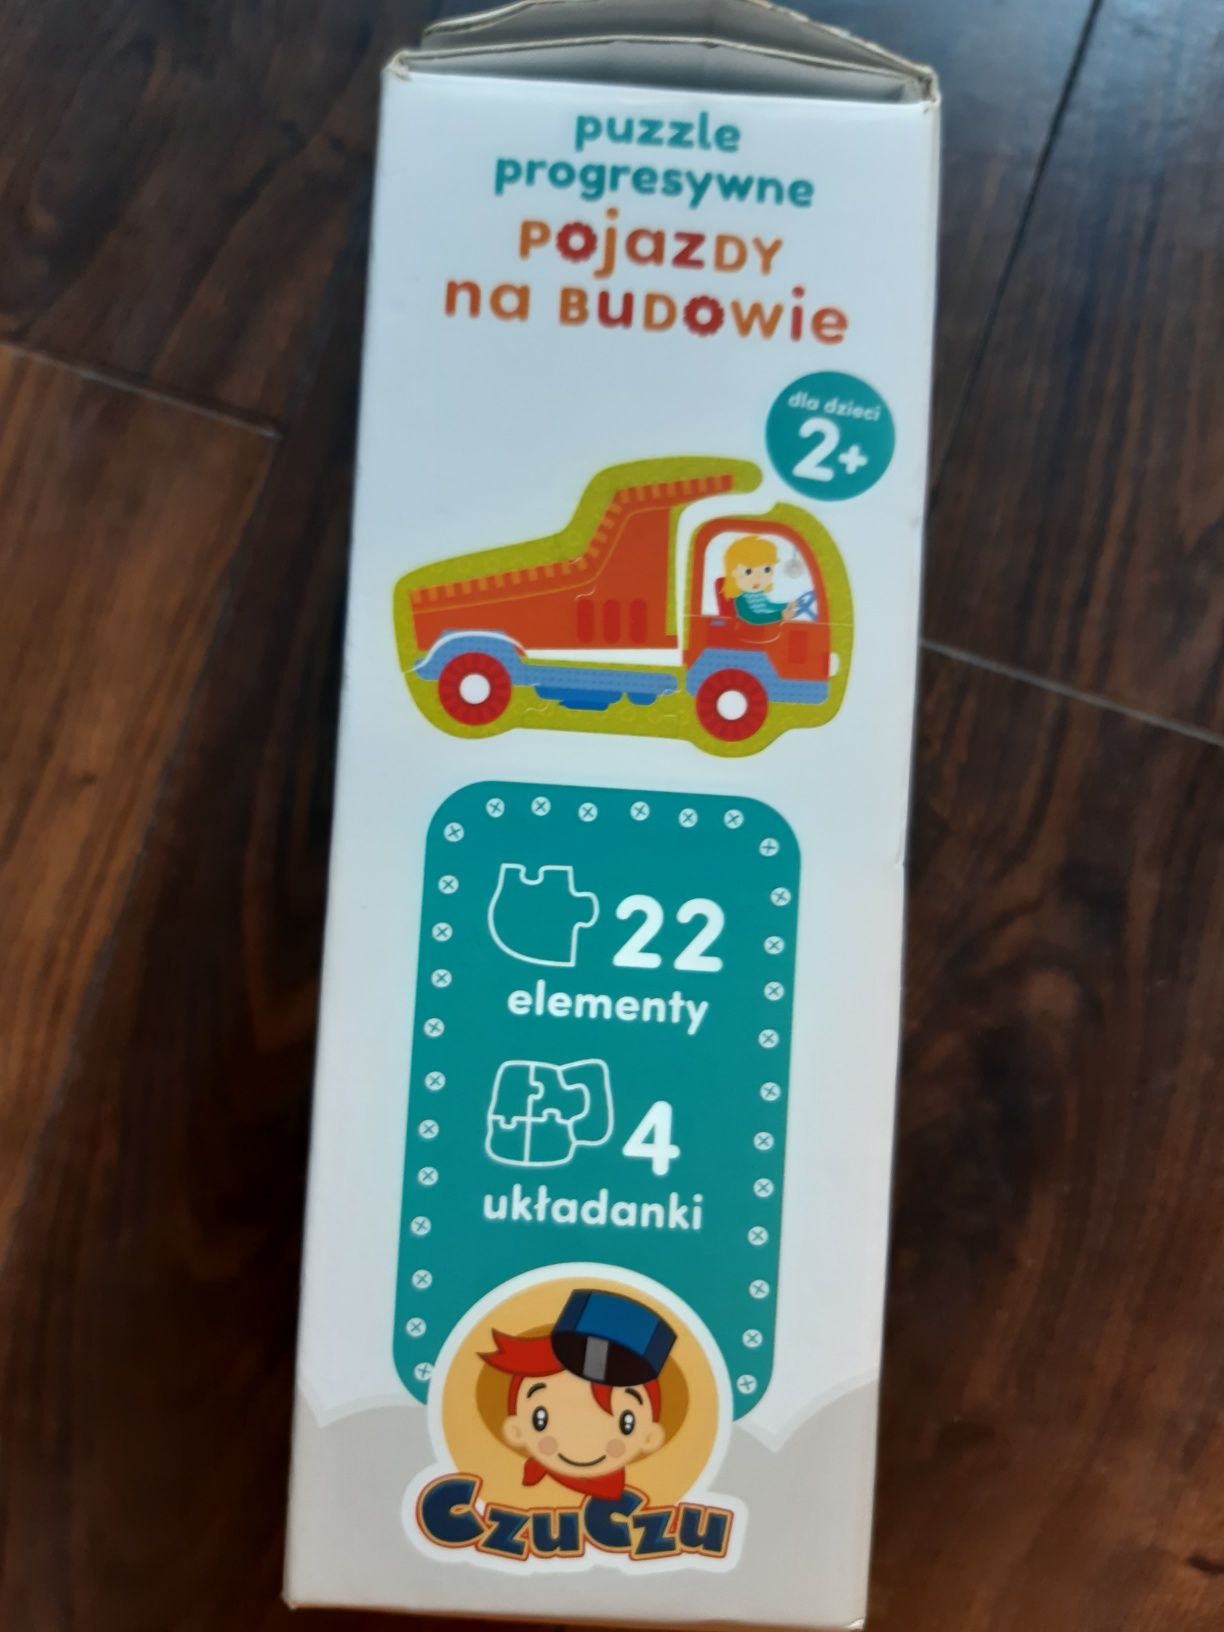 puzzle
progresywne
POjazDY
na BuDOwie
dla dzieci
2+
22
elementy
4
układanki
CzuCzu